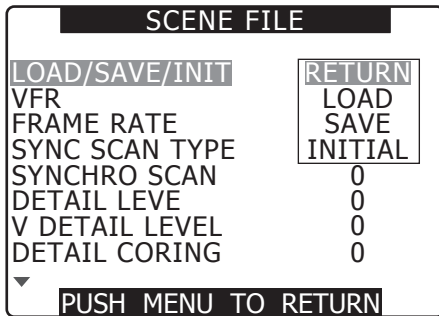 SCENE FILE
LOAD/SAVE/INIT RETURN
VFR LOAD
FRAME RATE SAVE
SYNC SCAN TYPE INITIAL
SYNCHRO SCAN 0
DETAIL LEVE 0
V DETAIL LEVEL 0
DETAIL CORING 0
PUSH MENU TO RETURN